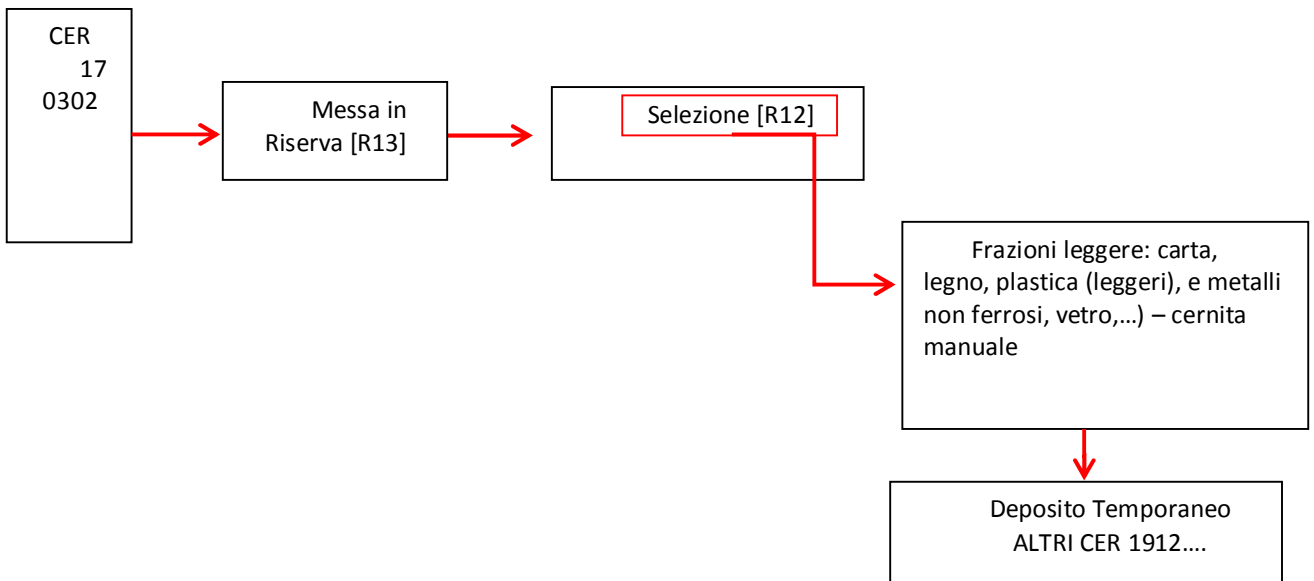 CER
17
0302
Messa in
Riserva [R13]
Selezione [R12]
Frazioni leggere: carta,
legno, plastica (leggeri), e metalli
non ferrosi, vetro,...) – cernita
manuale
Deposito Temporaneo
ALTRI CER 1912....